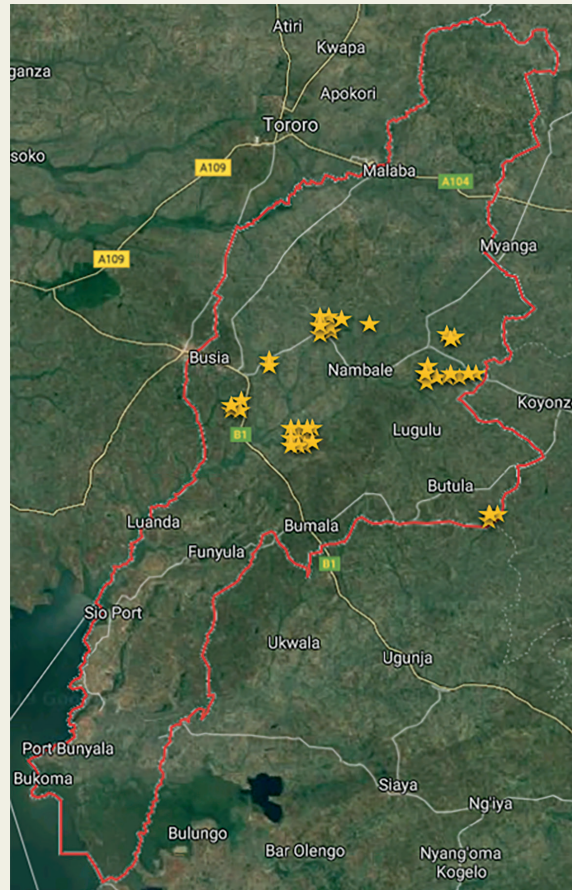 Atiri
Kwapa
ganza
Apokori
Tororo
soko
A109
Malaba
A104
A109
Myanga
Busia
Nambale
Koyonzo
B1
Lugulu
Butula
Luanda
Bumala
Funyula
B1
Sio Port
Ukwala
Ugunja
Port Bunyala
Bukoma
Siaya
Ng'iya
Bulungo
Bar Olengo
Nyang'oma
Kogelo